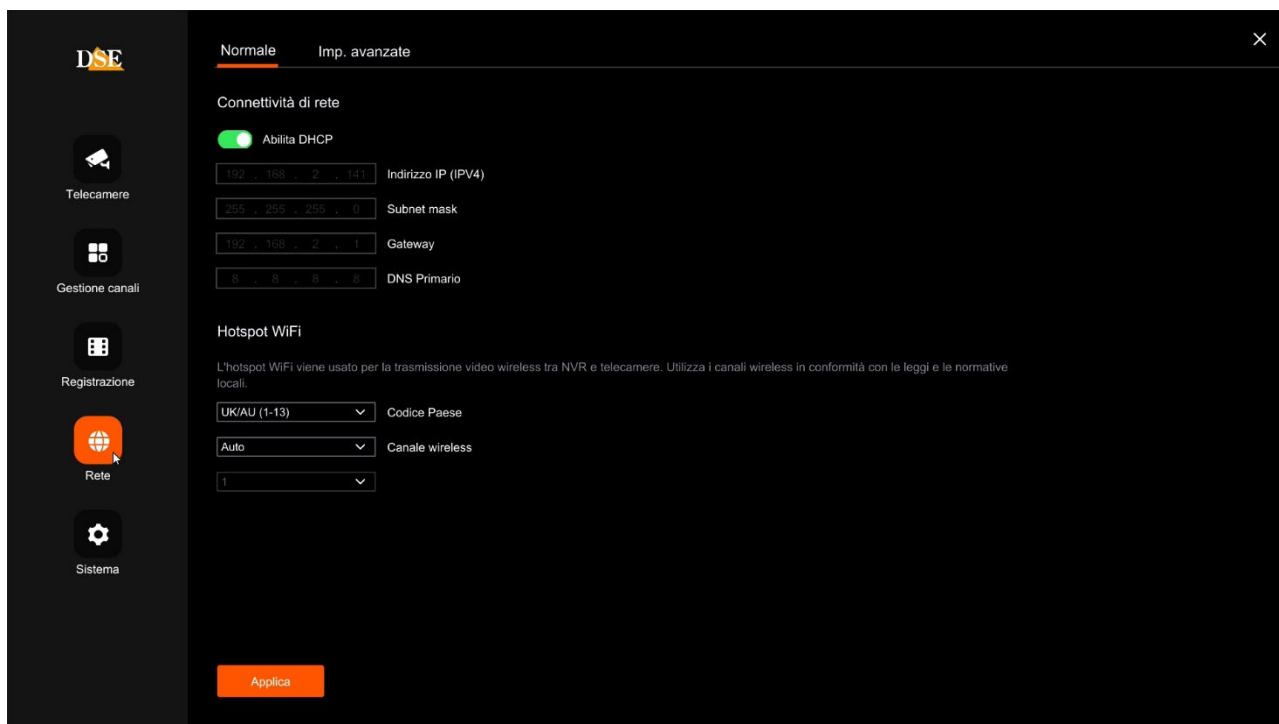 DSE
Normale Imp. avanzate
Connettività di rete
Abilita DHCP
192 . 168 . 2 . 141 Indirizzo IP (IPV4)
Telecamere
255 . 255 . 255 . 0 Subnet mask
192 . 168 . 2 . 1 Gateway
8 . 8 . 8 . 8 DNS Primario
Gestione canali
Hotspot WiFi
L'hotspot WiFi viene usato per la trasmissione video wireless tra NVR e telecamere. Utilizza i canali wireless in conformità con le leggi e le normative
locali.
Registrazione
UK/AU (1-13) Codice Paese
Auto Canale wireless
Rete
1
Sistema
Applica